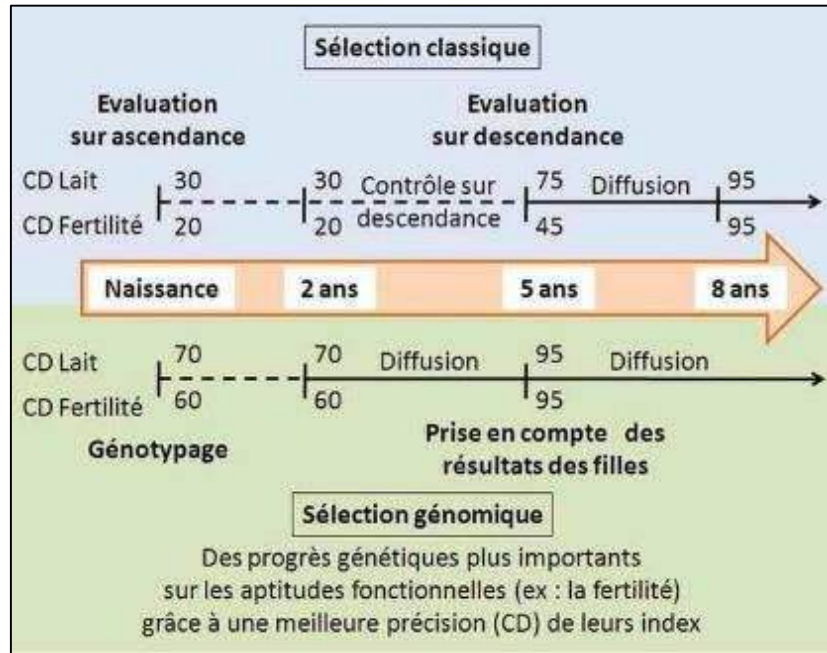 Sélection classique
Evaluation
sur ascendance
Evaluation
sur descendance
CD Lait 30 30 Contrôle sur 75 Diffusion 95
CD Fertilité 20 20 descendance 45 95
Naissance 2 ans 5 ans 8 ans
CD Lait 70 70 Diffusion 95 Diffusion
CD Fertilité 60 60 95
Génotypage
Prise en compte des
résultats des filles
Sélection génomique
Des progrès génétiques plus importants
sur les aptitudes fonctionnelles (ex : la fertilité)
grâce à une meilleure précision (CD) de leurs index